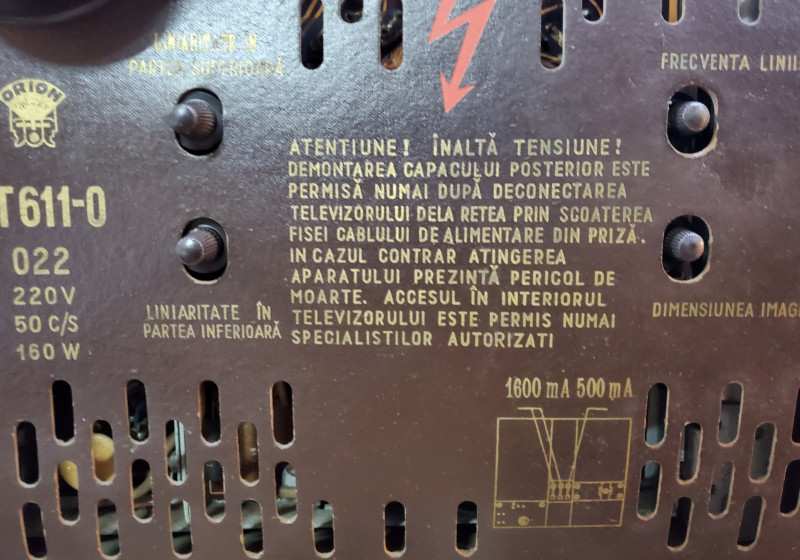 LINIARITATE ÎN
PARTEA SUPERIOARĂ
FRECVENTA LINII
ORION
T611-O
022
220V
50 C/S
160 W
ATENTIUNE! ÎNALTĂ TENSIUNE!
DEMONTAREA CAPACULUI POSTERIOR ESTE
PERMISĂ NUMAI DUPĂ DECONECTAREA
TELEVIZORULUI DELA RETEA PRIN SCOATEREA
FISEI CABLULUI DE ALIMENTARE DIN PRIZĂ.
IN CAZUL CONTRAR ATINGEREA
APARATULUI PREZINTĂ PERICOL DE
MOARTE. ACCESUL ÎN INTERIORUL
TELEVIZORULUI ESTE PERMIS NUMAI
SPECIALISTILOR AUTORIZATI
LINIARITATE ÎN
PARTEA INFERIOARĂ
DIMENSIUNEA IMAGI
1600 mA 500 mA